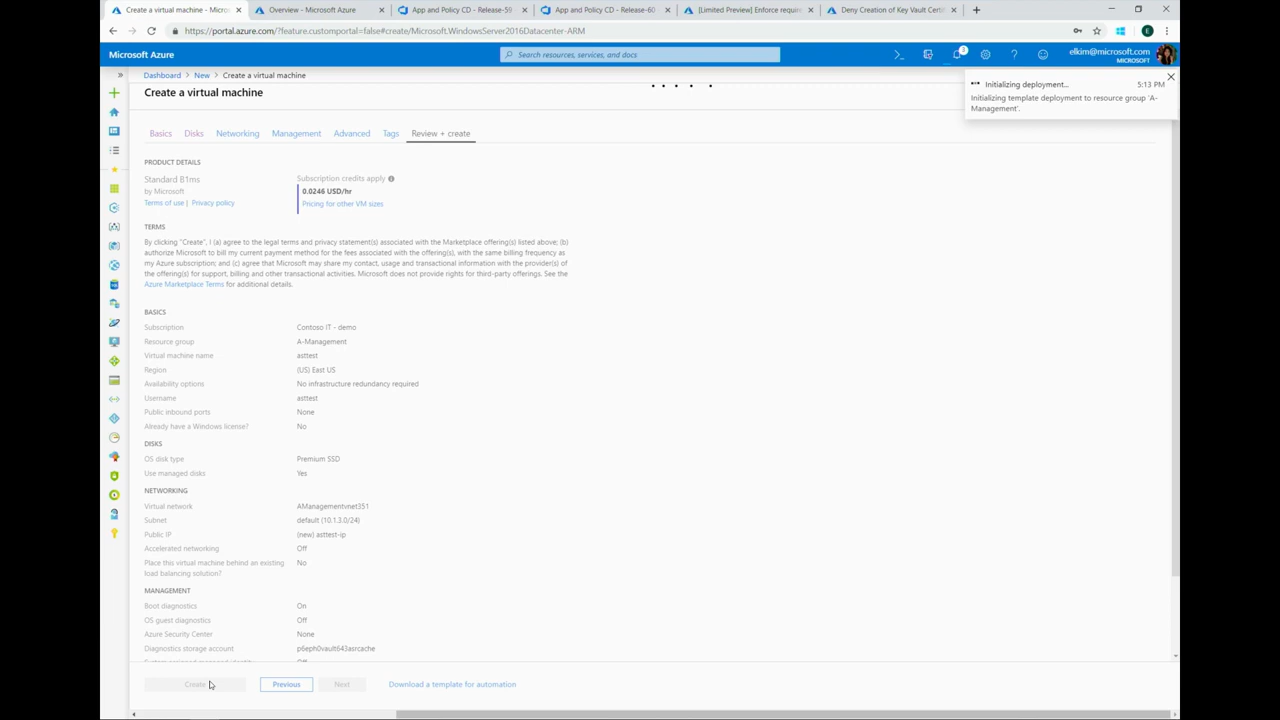 Create a virtual machine - Micros
Overview - Microsoft Azure
App and Policy CD - Release-59
App and Policy CD - Release-60
[Limited Preview] Enforce require
Deny Creation of Key Vault Certif
https://portal.azure.com/?feature.customportal=false#create/Microsoft.WindowsServer2016Datacenter-ARM
E
Microsoft Azure
Search resources, services, and docs
3
elkim@microsoft.com
MICROSOFT
Dashboard
New
Create a virtual machine
Create a virtual machine
Initializing deployment...
5:13 PM
Initializing template deployment to resource group 'A-
Management'.
Basics
Disks
Networking
Management
Advanced
Tags
Review + create
PRODUCT DETAILS
Standard B1ms
by Microsoft
Terms of use | Privacy policy
Subscription credits apply
0.0246 USD/hr
Pricing for other VM sizes
TERMS
By clicking "Create", I (a) agree to the legal terms and privacy statement(s) associated with the Marketplace offering(s) listed above; (b)
authorize Microsoft to bill my current payment method for the fees associated with the offering(s), with the same billing frequency as
my Azure subscription; and (c) agree that Microsoft may share my contact, usage and transactional information with the provider(s) of
the offering(s) for support, billing and other transactional activities. Microsoft does not provide rights for third-party offerings. See the
Azure Marketplace Terms for additional details.
BASICS
Subscription Contoso IT - demo
Resource group A-Management
Virtual machine name asttest
Region (US) East US
Availability options No infrastructure redundancy required
Username asttest
Public inbound ports None
Already have a Windows license? No
DISKS
OS disk type Premium SSD
Use managed disks Yes
NETWORKING
Virtual network AManagementvnet351
Subnet default (10.1.3.0/24)
Public IP (new) asttest-ip
Accelerated networking Off
Place this virtual machine behind an existing No
load balancing solution?
MANAGEMENT
Boot diagnostics On
OS guest diagnostics Off
Azure Security Center None
Diagnostics storage account p6eph0vault643asrcache
Create
Previous
Next
Download a template for automation